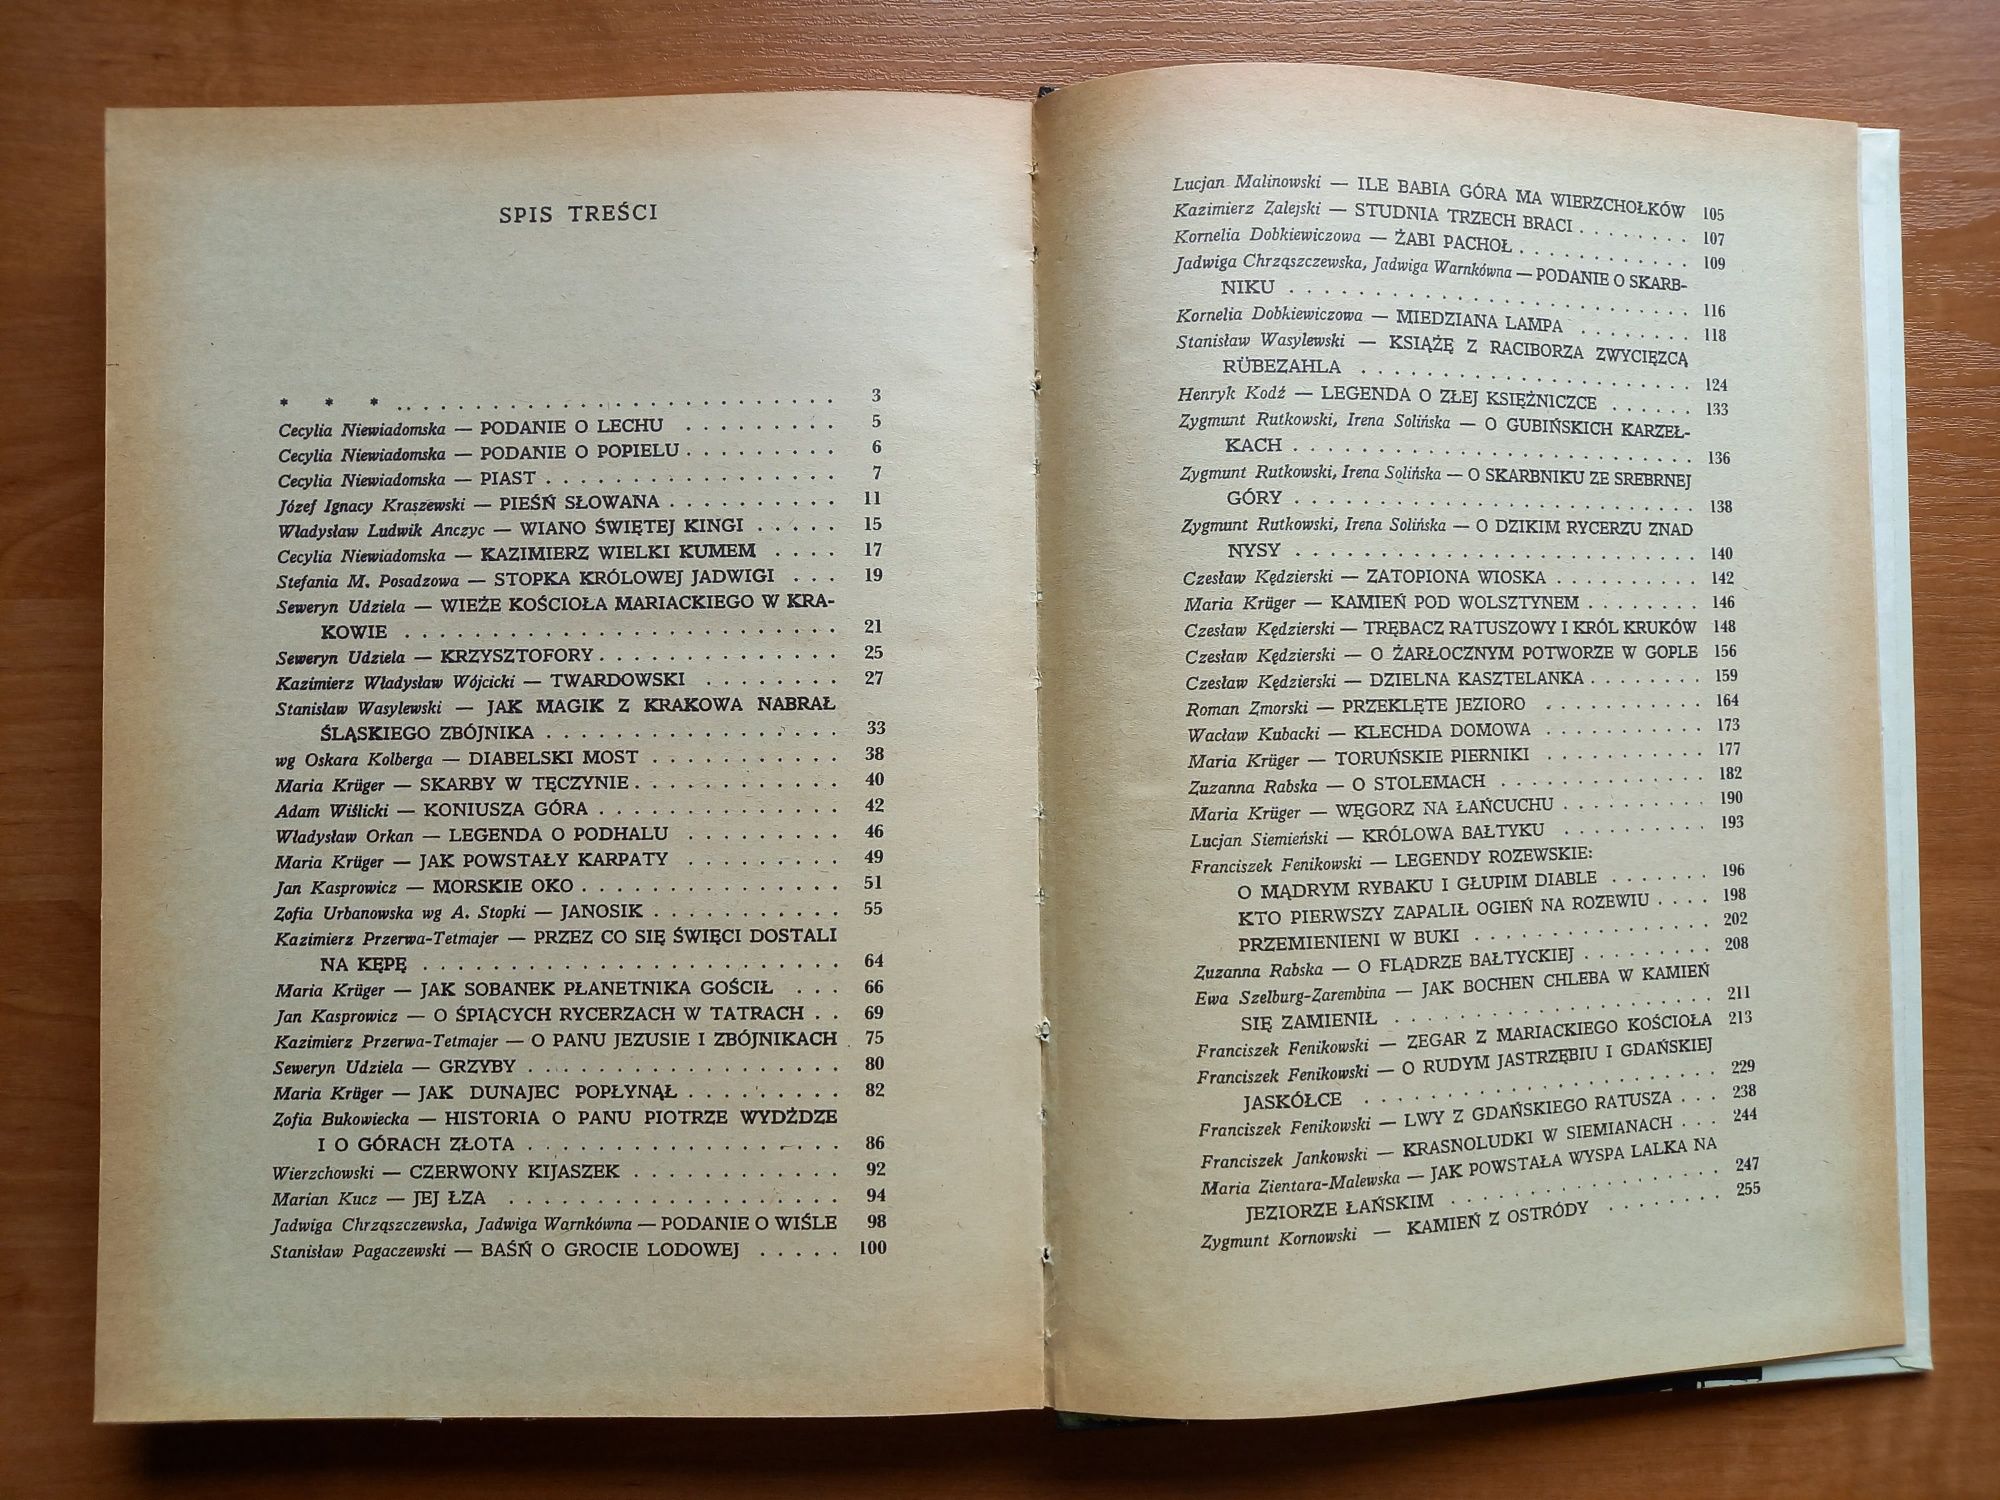 SPIS TREŚCI
* * * . . . . . . . . . . . . . . . . . . . . . . . . . . 3
Cecylia Niewiadomska — PODANIE O LECHU . . . . . . . . . 5
Cecylia Niewiadomska — PODANIE O POPIELU . . . . . . . . . 6
Cecylia Niewiadomska — PIAST . . . . . . . . . . . . . . . . . 7
Józef Ignacy Kraszewski — PIEŚŃ SŁOWANA . . . . . . . . . . 11
Władysław Ludwik Anczyc — WIANO ŚWIĘTEJ KINGI . . . . . 15
Cecylia Niewiadomska — KAZIMIERZ WIELKI KUMEM . . . . 17
Stefania M. Posadzowa — STOPKA KRÓLOWEJ JADWIGI . . . 19
Seweryn Udziela — WIEŻE KOŚCIOŁA MARIACKIEGO W KRA-
KOWIE . . . . . . . . . . . . . . . . . . . . . . . . . 21
Seweryn Udziela — KRZYSZTOFORY . . . . . . . . . . . . . . 25
Kazimierz Władysław Wójcicki — TWARDOWSKI . . . . . . . . 27
Stanisław Wasylewski — JAK MAGIK Z KRAKOWA NABRAŁ
ŚLĄSKIEGO ZBÓJNIKA . . . . . . . . . . . . . . . . . 33
wg Oskara Kolberga — DIABELSKI MOST . . . . . . . . . . . 38
Maria Krüger — SKARBY W TĘCZYNIE . . . . . . . . . . . . 40
Adam Wiślicki — KONIUSZA GÓRA . . . . . . . . . . . . . . 42
Władysław Orkan — LEGENDA O PODHALU . . . . . . . . . 46
Maria Krüger — JAK POWSTAŁY KARPATY . . . . . . . . . 49
Jan Kasprowicz — MORSKIE OKO . . . . . . . . . . . . . . . 51
Zofia Urbanowska wg A. Stopki — JANOSIK . . . . . . . . . . . 55
Kazimierz Przerwa-Tetmajer — PRZEZ CO SIĘ ŚWIĘCI DOSTALI
NA KĘPĘ . . . . . . . . . . . . . . . . . . . . . . . . 64
Maria Krüger — JAK SOBANEK PŁANETNIKA GOŚCIŁ . . . 66
Jan Kasprowicz — O ŚPIĄCYCH RYCERZACH W TATRACH . . 69
Kazimierz Przerwa-Tetmajer — O PANU JEZUSIE I ZBÓJNIKACH . 75
Seweryn Udziela — GRZYBY . . . . . . . . . . . . . . . . . . 80
Maria Krüger — JAK DUNAJEC POPŁYNĄŁ . . . . . . . . . 82
Zofia Bukowiecka — HISTORIA O PANU PIOTRZE WYDŻDZE
I O GÓRACH ZŁOTA . . . . . . . . . . . . . . . . . . 86
Wierzchowski — CZERWONY KIJASZEK . . . . . . . . . . . . 92
Marian Kucz — JEJ ŁZA . . . . . . . . . . . . . . . . . . . 94
Jadwiga Chrząszczewska, Jadwiga Warnkówna — PODANIE O WIŚLE 98
Stanisław Pagaczewski — BAŚŃ O GROCIE LODOWEJ . . . . . 100
Lucjan Malinowski — ILE BABIA GÓRA MA WIERZCHOŁKÓW 105
Kazimierz Zalejski — STUDNIA TRZECH BRACI . . . . . . . . 107
Kornelia Dobkiewiczowa — ŻABI PACHOŁ . . . . . . . . . . . 109
Jadwiga Chrząszczewska, Jadwiga Warnkówna — PODANIE O SKARB-
NIKU . . . . . . . . . . . . . . . . . . . . . . . . . 116
Kornelia Dobkiewiczowa — MIEDZIANA LAMPA . . . . . . . 118
Stanisław Wasylewski — KSIĄŻĘ Z RACIBORZA ZWYCIĘZCĄ
RÜBEZAHLA . . . . . . . . . . . . . . . . . . . . . 124
Henryk Kodź — LEGENDA O ZŁEJ KSIĘŻNICZCE . . . . . . 133
Zygmunt Rutkowski, Irena Solińska — O GUBIŃSKICH KARZEŁ-
KACH . . . . . . . . . . . . . . . . . . . . . . . . 136
Zygmunt Rutkowski, Irena Solińska — O SKARBNIKU ZE SREBRNEJ
GÓRY . . . . . . . . . . . . . . . . . . . . . . . . 138
Zygmunt Rutkowski, Irena Solińska — O DZIKIM RYCERZU ZNAD
NYSY . . . . . . . . . . . . . . . . . . . . . . . . 140
Czesław Kędzierski — ZATOPIONA WIOSKA . . . . . . . . . . 142
Maria Krüger — KAMIEŃ POD WOLSZTYNEM . . . . . . . . 146
Czesław Kędzierski — TRĘBACZ RATUSZOWY I KRÓL KRUKÓW 148
Czesław Kędzierski — O ŻARŁOCZNYM POTWORZE W GOPLE 156
Czesław Kędzierski — DZIELNA KASZTELANKA . . . . . . . . 159
Roman Zmorski — PRZEKLĘTE JEZIORO . . . . . . . . . . 164
Wacław Kubacki — KLECHDA DOMOWA . . . . . . . . . . 173
Maria Krüger — TORUŃSKIE PIERNIKI . . . . . . . . . . 177
Zuzanna Rabska — O STOLEMACH . . . . . . . . . . . . . 182
Maria Krüger — WĘGORZ NA ŁAŃCUCHU . . . . . . . . . 190
Lucjan Siemieński — KRÓLOWA BAŁTYKU . . . . . . . . . 193
Franciszek Fenikowski — LEGENDY ROZEWSKIE:
O MĄDRYM RYBAKU I GŁUPIM DIABLE . . . . . . . 196
KTO PIERWSZY ZAPALIŁ OGIEŃ NA ROZEWIU . . . . 198
PRZEMIENIENI W BUKI . . . . . . . . . . . . . . . 202
Zuzanna Rabska — O FLĄDRZE BAŁTYCKIEJ . . . . . . . . 208
Ewa Szelburg-Zarembina — JAK BOCHEN CHLEBA W KAMIEŃ
SIĘ ZAMIENIŁ . . . . . . . . . . . . . . . . . . . . 211
Franciszek Fenikowski — ZEGAR Z MARIACKIEGO KOŚCIOŁA 213
Franciszek Fenikowski — O RUDYM JASTRZĘBIU I GDAŃSKIEJ
JASKÓŁCE . . . . . . . . . . . . . . . . . . . . . 229
Franciszek Fenikowski — LWY Z GDAŃSKIEGO RATUSZA . . . 238
Franciszek Jankowski — KRASNOLUDKI W SIEMIANACH . . . 244
Maria Zientara-Malewska — JAK POWSTAŁA WYSPA LALKA NA
JEZIORZE ŁAŃSKIM . . . . . . . . . . . . . . . . 247
Zygmunt Kornowski — KAMIEŃ Z OSTRÓDY . . . . . . . 255